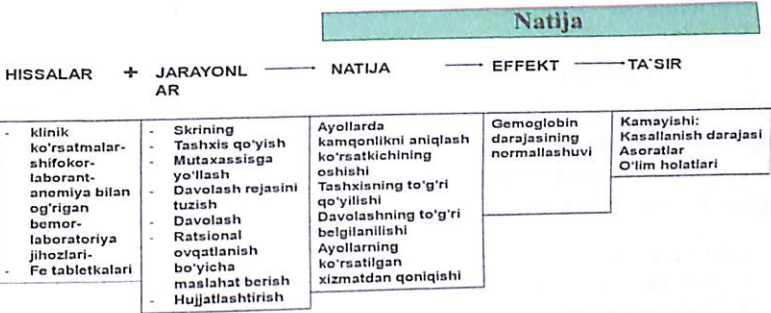 Natija
HISSALAR + JARAYONL
AR
NATIJA
EFFEKT
TA`SIR
- klinik
ko'rsatmalar-
shifokor-
laborant-
anemiya bilan
og'rigan
bemor-
laboratoriya
jihozlari-
- Fe tabletkalari
- Skrining
- Tashxis qo'yish
- Mutaxassisga
yo'llash
- Davolash rejasini
tuzish
- Davolash
- Ratsional
ovqatlanish
bo'yicha
maslahat berish
- Hujjatlashtirish
Ayollarda
kamqonlikni aniqlash
ko'rsatkichining
oshishi
Tashxisning to'g'ri
qo'yilishi
Davolashning to'g'ri
belgilanilishi
Ayollarning
ko'rsatilgan
xizmatdan qoniqishi
Gemoglobin
darajasining
normallashuvi
Kamayishi:
Kasallanish darajasi
Asoratlar
O'lim holatlari